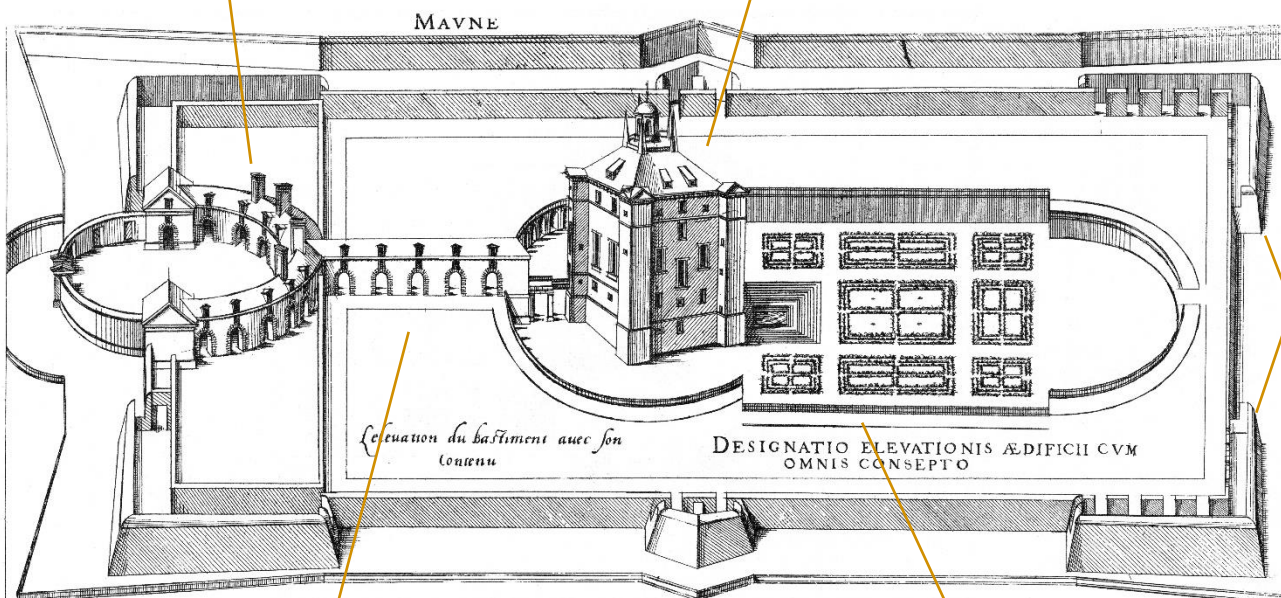 MAVNE
Leleuation du bastiment auec son
Contenu
DESIGNATIO ELEVATIONIS ÆDIFICII CVM
OMNIS CONSEPTO